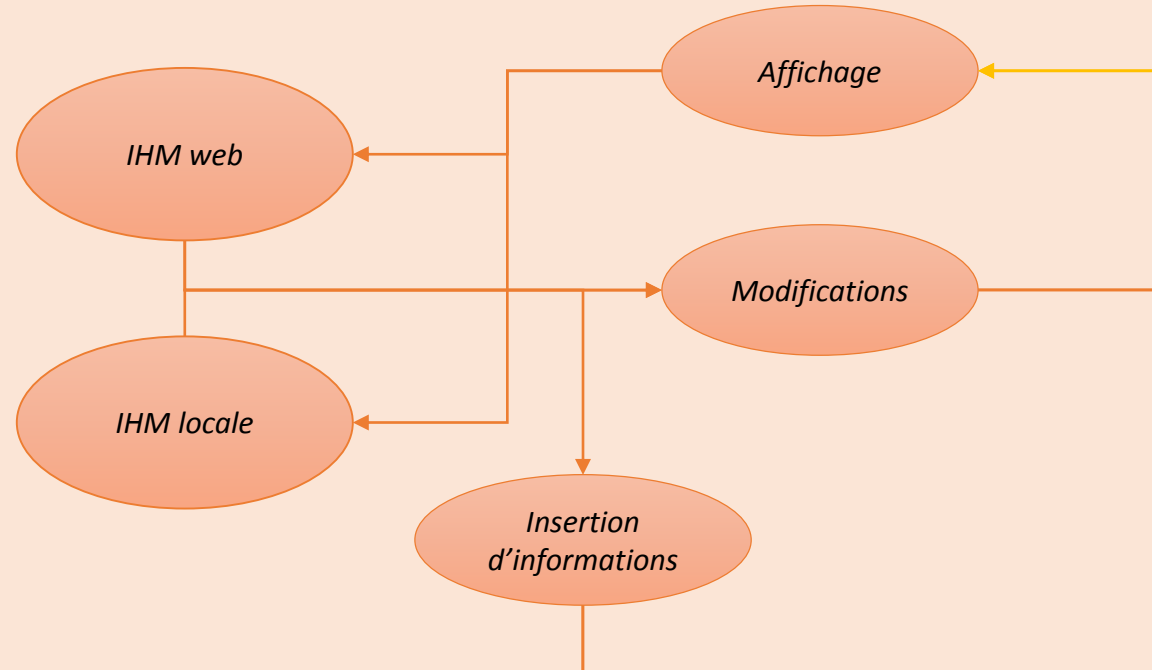 Affichage
IHM web
Modifications
IHM locale
Insertion
d’informations